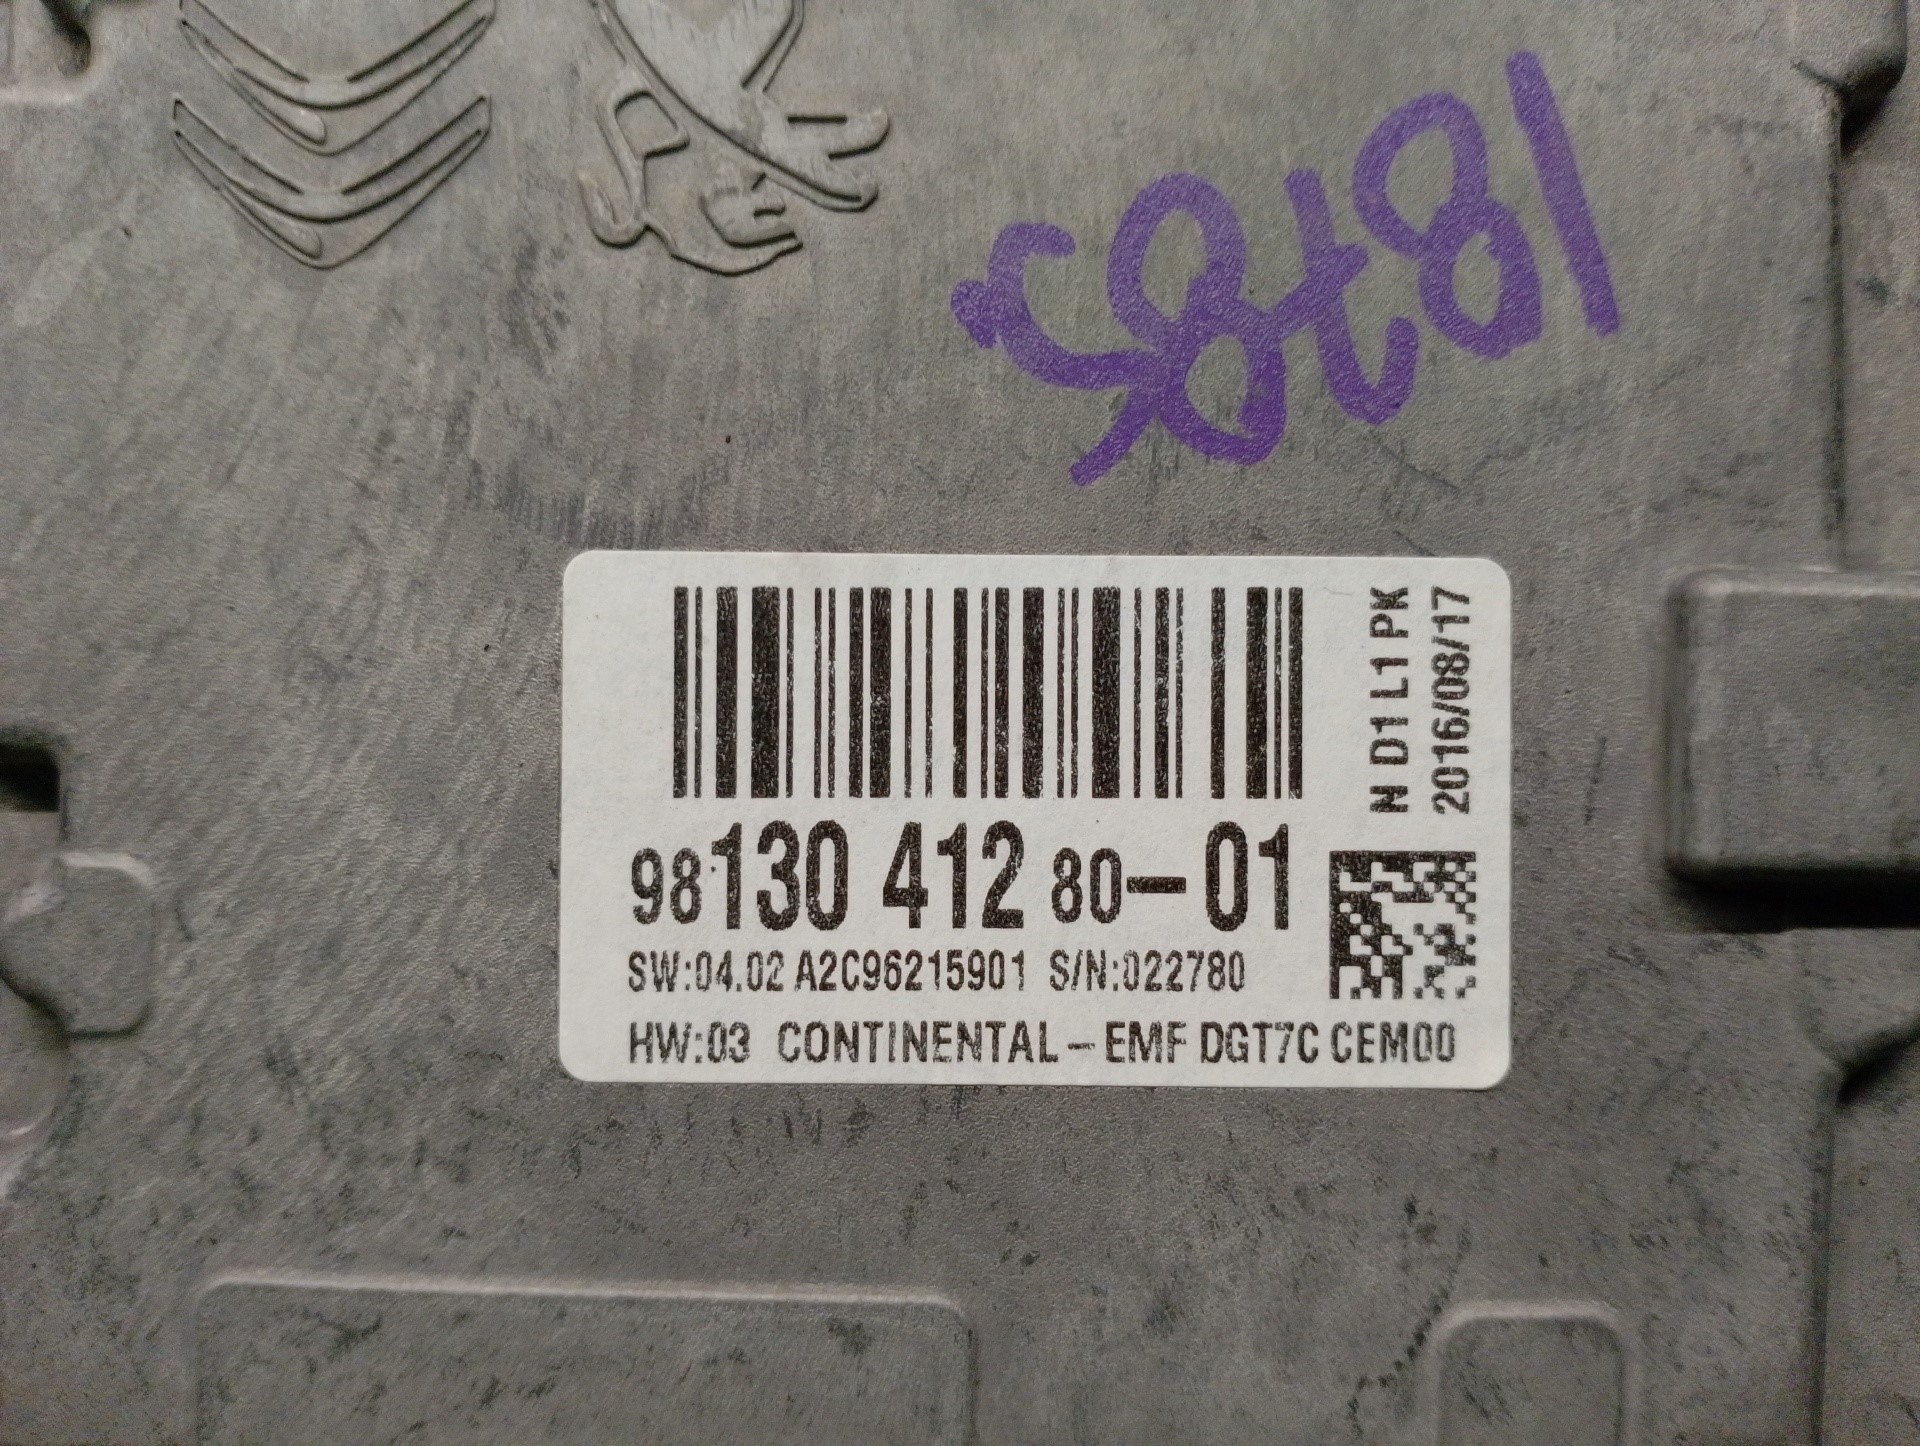 18785
98130 412 80-01
SW:04.02 A2C96215901 S/N:022780
HW:03 CONTINENTAL-EMF DGT7C CEM00
N D1 L1 PK
2016/08/17